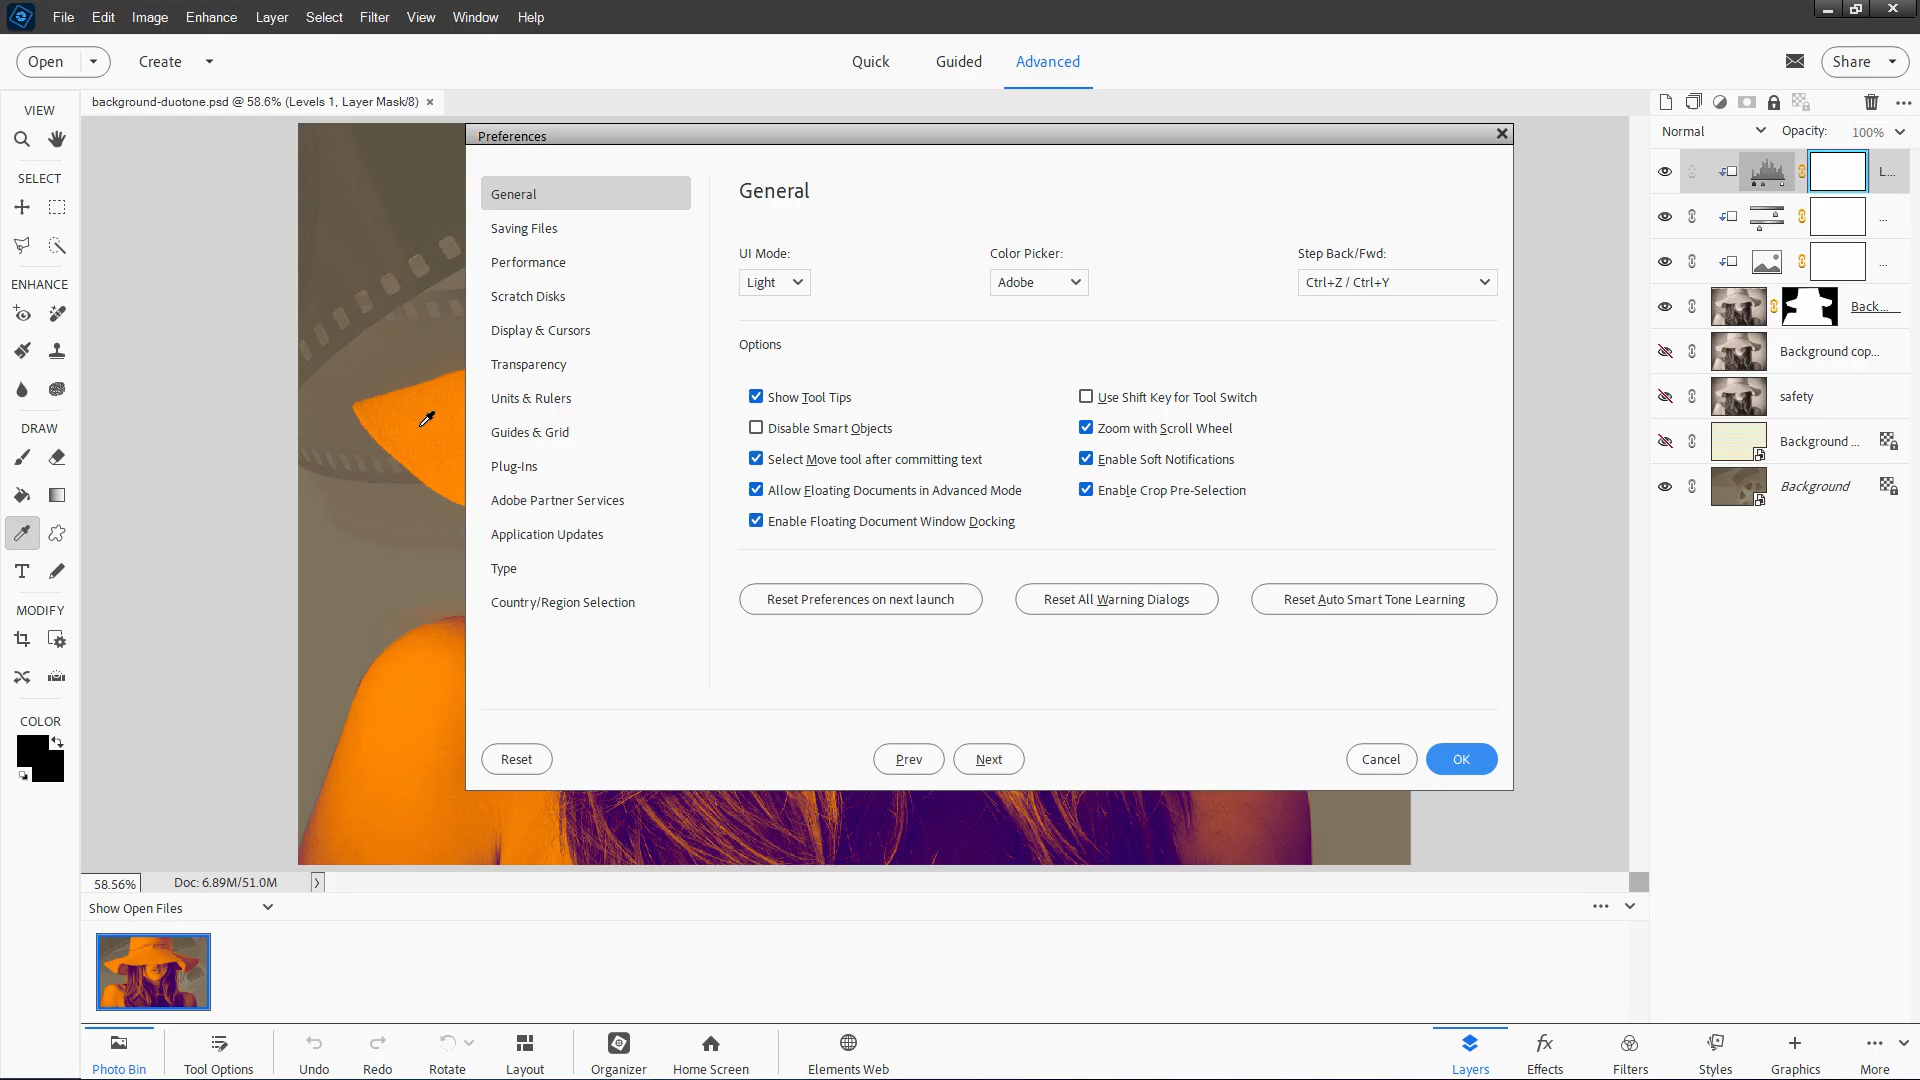 File Edit Image Enhance Layer Select Filter View Window Help
Open Create Quick Guided Advanced Share
VIEW
background-duotone.psd @ 58.6% (Levels 1, Layer Mask/8) ×
Normal Opacity: 100%
SELECT
ENHANCE
DRAW
MODIFY
COLOR
Preferences
General
Saving Files
Performance
Scratch Disks
Display & Cursors
Transparency
Units & Rulers
Guides & Grid
Plug-Ins
Adobe Partner Services
Application Updates
Type
Country/Region Selection
General
UI Mode: Color Picker: Step Back/Fwd:
Light Adobe Ctrl+Z / Ctrl+Y
Options
Show Tool Tips Use Shift Key for Tool Switch
Disable Smart Objects Zoom with Scroll Wheel
Select Move tool after committing text Enable Soft Notifications
Allow Floating Documents in Advanced Mode Enable Crop Pre-Selection
Enable Floating Document Window Docking
Reset Preferences on next launch Reset All Warning Dialogs Reset Auto Smart Tone Learning
Reset Prev Next Cancel OK
L...
...
...
Back...
Background cop...
safety
Background ...
Background
58.56% Doc: 6.89M/51.0M
Show Open Files
Photo Bin Tool Options Undo Redo Rotate Layout Organizer Home Screen Elements Web Layers Effects Filters Styles Graphics More